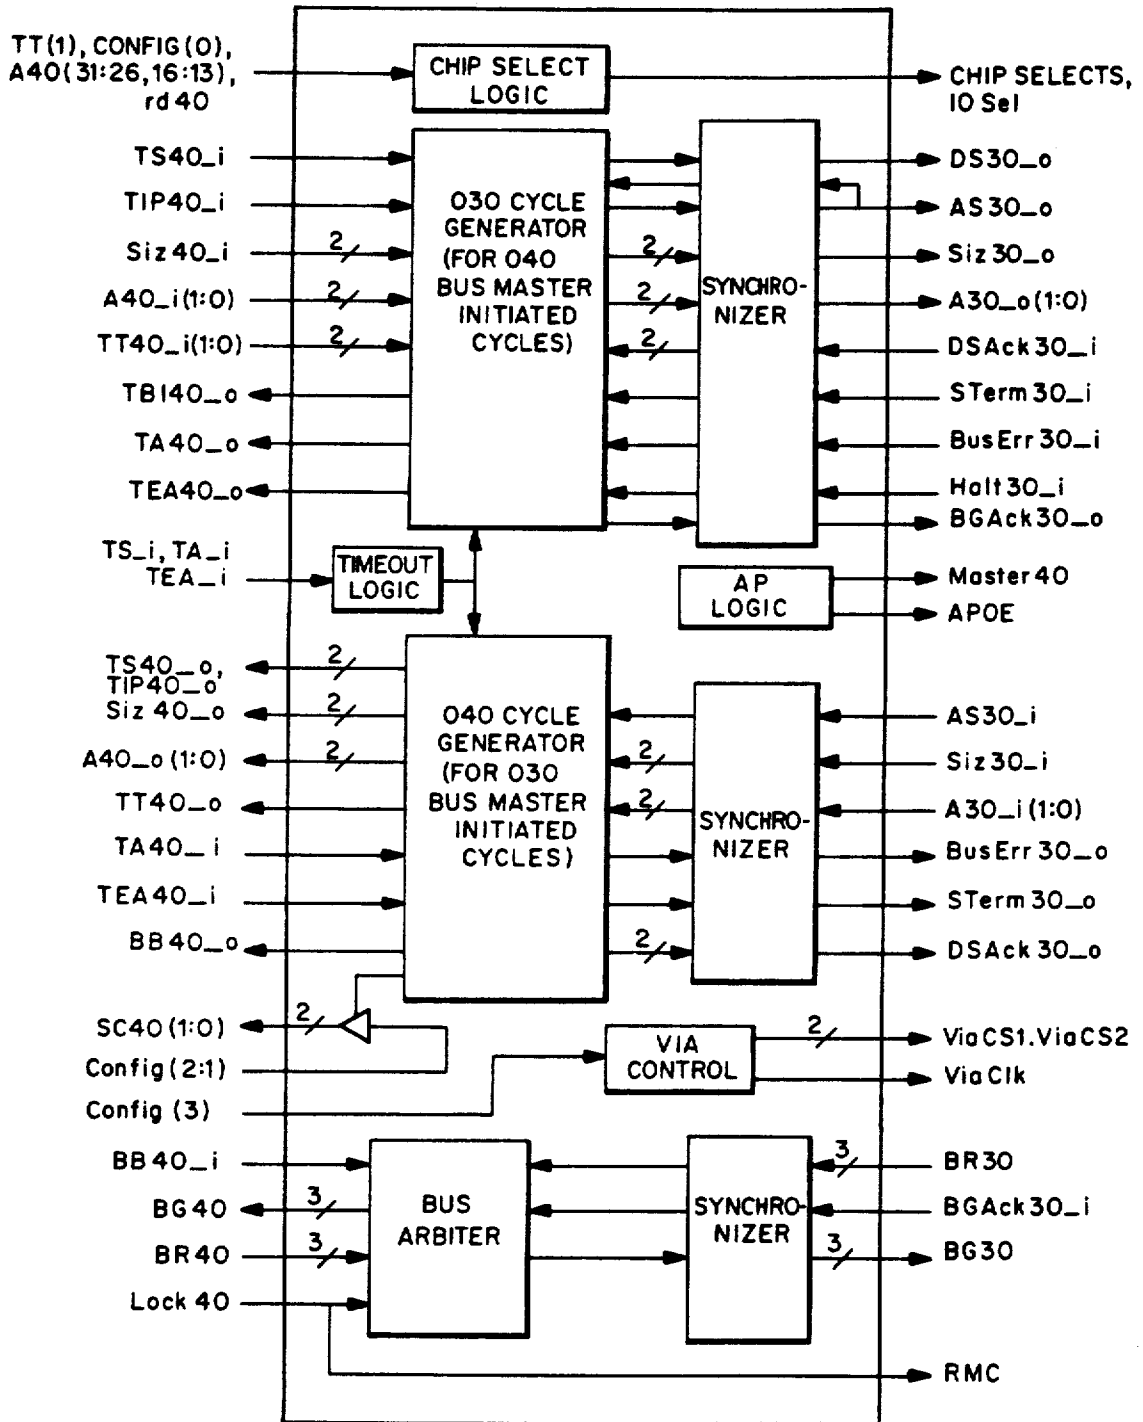 TT(1), CONFIG(0),
A40(31:26,16:13),
rd40
CHIP SELECT
LOGIC
CHIP SELECTS,
IO Sel
TS40_i
TIP40_i
Siz40_i
2
A40_i(1:0)
2
TT40_i(1:0)
2
TBI40_o
TA40_o
TEA40_o
030 CYCLE
GENERATOR
(FOR 040
BUS MASTER
INITIATED
CYCLES)
2
2
2
SYNCHRO-
NIZER
DS30_o
AS30_o
Siz30_o
A30_o(1:0)
DSAck30_i
STerm30_i
BusErr30_i
Halt30_i
BGAck30_o
TS_i, TA_i
TEA_i
TIMEOUT
LOGIC
AP
LOGIC
Master40
APOE
TS40_o,
TIP40_o
2
Siz40_o
2
A40_o(1:0)
2
TT40_o
TA40_i
TEA40_i
BB40_o
040 CYCLE
GENERATOR
(FOR 030
BUS MASTER
INITIATED
CYCLES)
2
2
2
SYNCHRO-
NIZER
AS30_i
Siz30_i
A30_i(1:0)
BusErr30_o
STerm30_o
DSAck30_o
SC40(1:0)
2
Config(2:1)
Config(3)
VIA
CONTROL
2
ViaCS1.ViaCS2
ViaClk
BB40_i
BG40
3
BR40
3
Lock40
BUS
ARBITER
SYNCHRO-
NIZER
3
BR30
BGAck30_i
3
BG30
RMC